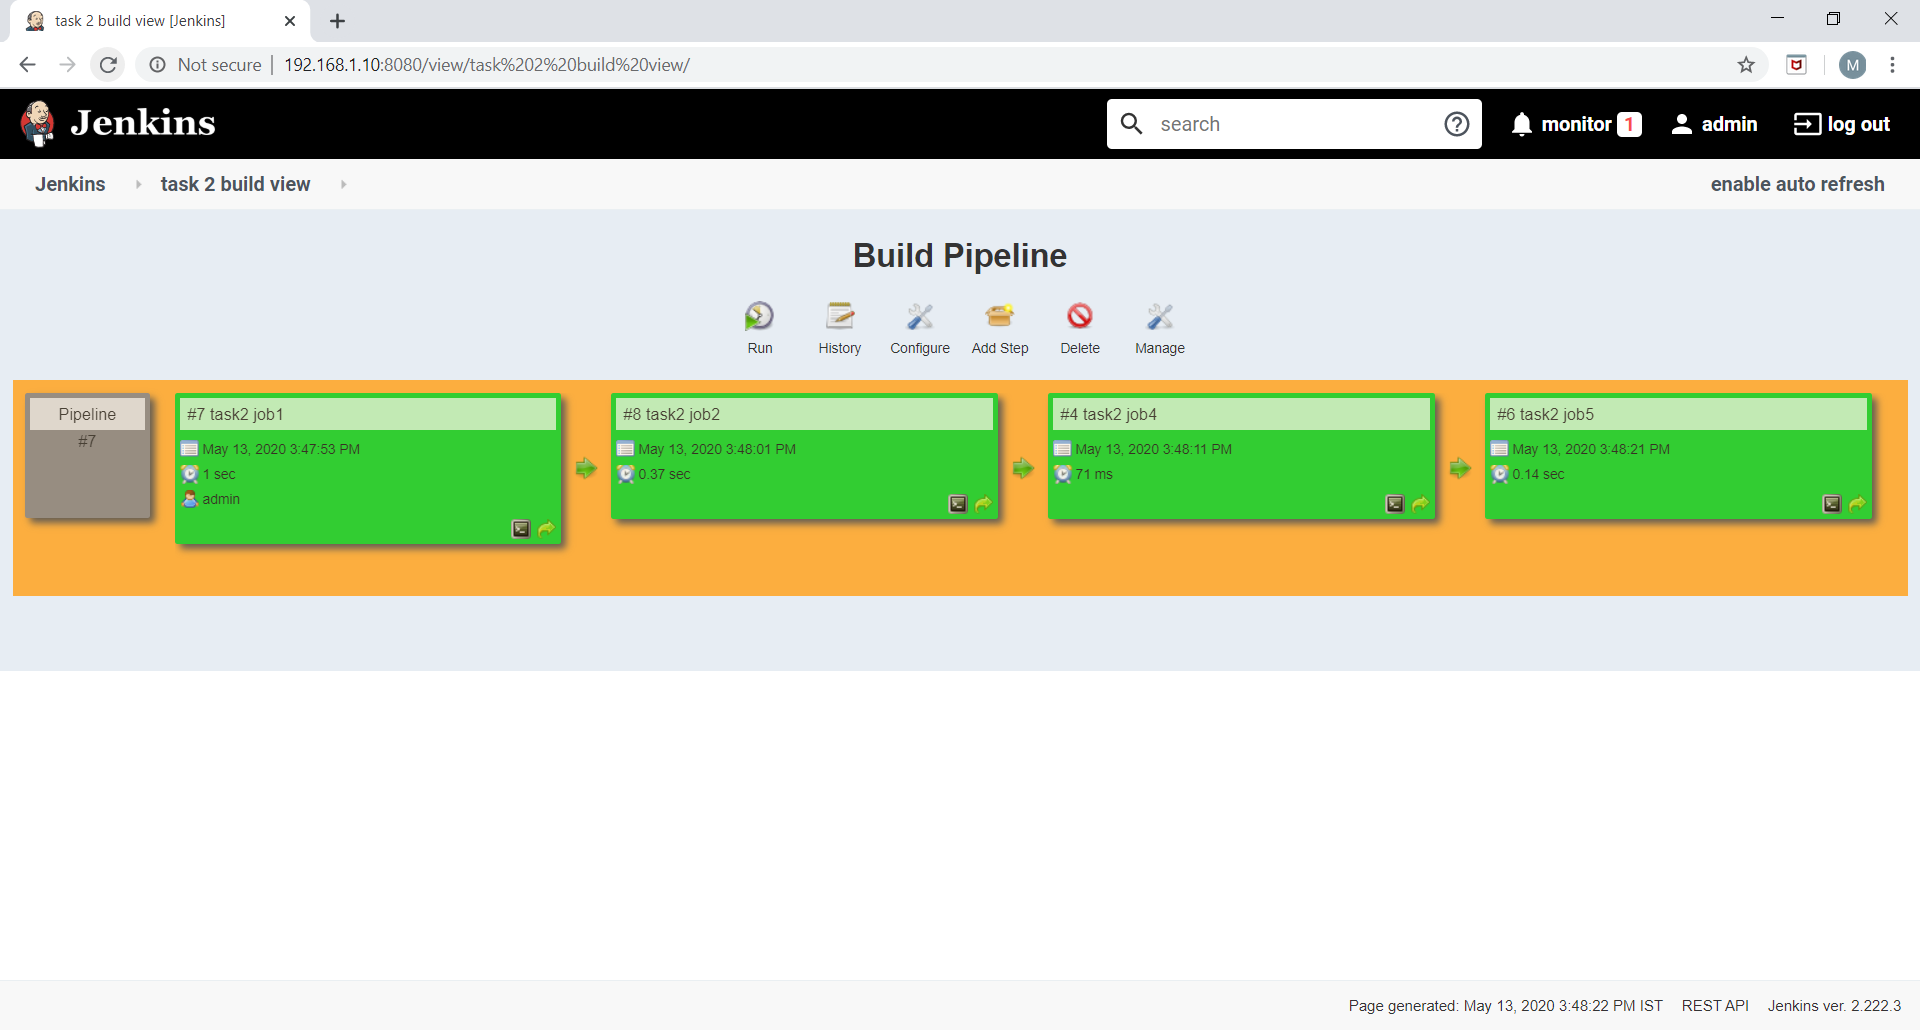 task 2 build view [Jenkins]
Not secure 192.168.1.10:8080/view/task%202%20build%20view/
M
Jenkins
search
monitor 1 admin log out
Jenkins task 2 build view enable auto refresh
Build Pipeline
Run History Configure Add Step Delete Manage
Pipeline
#7
#7 task2 job1
May 13, 2020 3:47:53 PM
1 sec
admin
#8 task2 job2
May 13, 2020 3:48:01 PM
0.37 sec
#4 task2 job4
May 13, 2020 3:48:11 PM
71 ms
#6 task2 job5
May 13, 2020 3:48:21 PM
0.14 sec
Page generated: May 13, 2020 3:48:22 PM IST REST API Jenkins ver. 2.222.3